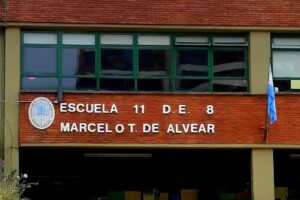 ESCUELA 11 D.E. 8
MARCELO T. DE ALVEAR